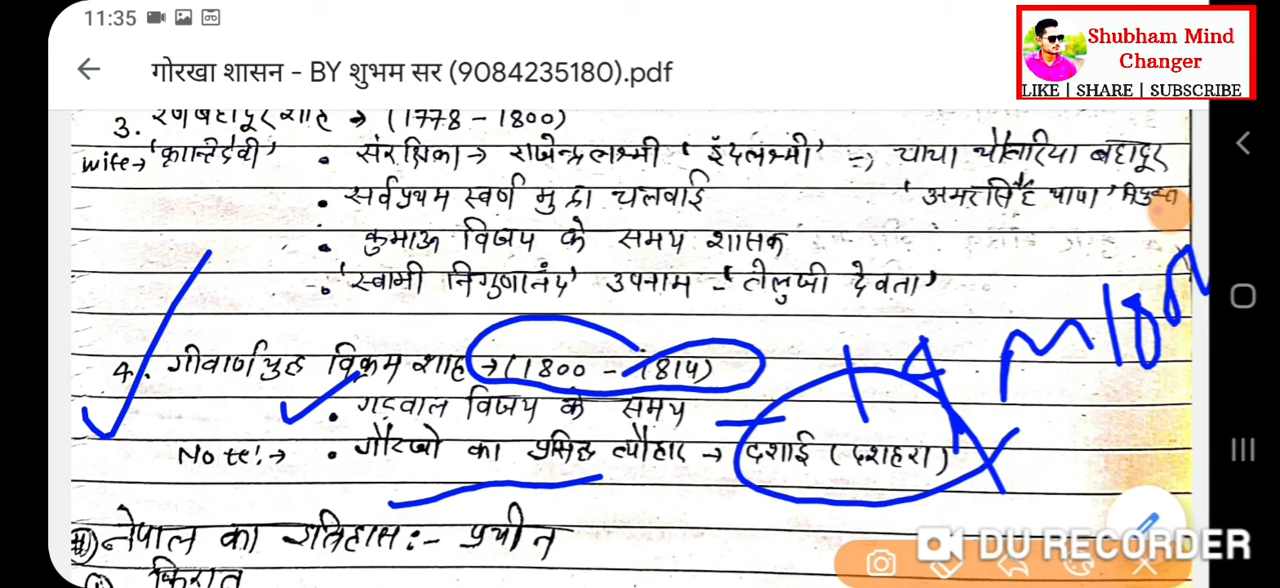 11:35
Shubham Mind
Changer
LIKE | SHARE | SUBSCRIBE
गोरखा शासन - BY शुभम सर (9084235180).pdf
3. रणबहादूर शाह → (1778 - 1800)
wife→ 'कान्तिदेवी' • संरक्षिका → राजेन्द्रलक्ष्मी 'इंद्रलक्ष्मी' → चाचा चौतरिया बहादूर
• सर्वप्रथम स्वर्ण मुद्रा चलवाई 'अमरसिंह थापा' नियुक्त
• कुमाऊ विजय के समय शासक
• 'स्वामी निगुणानंद' उपनाम - 'तेलुजी देवता'
4. गीवार्णयुद्ध विक्रम शाह → (1800 - 1814)
• गढ़वाल विजय के समय
Note:→ • गौरखो का प्रसिद्ध त्यौहार → दशाई (दशहरा)
नेपाल का इतिहास:- प्राचीन
किरात
DU RECORDER